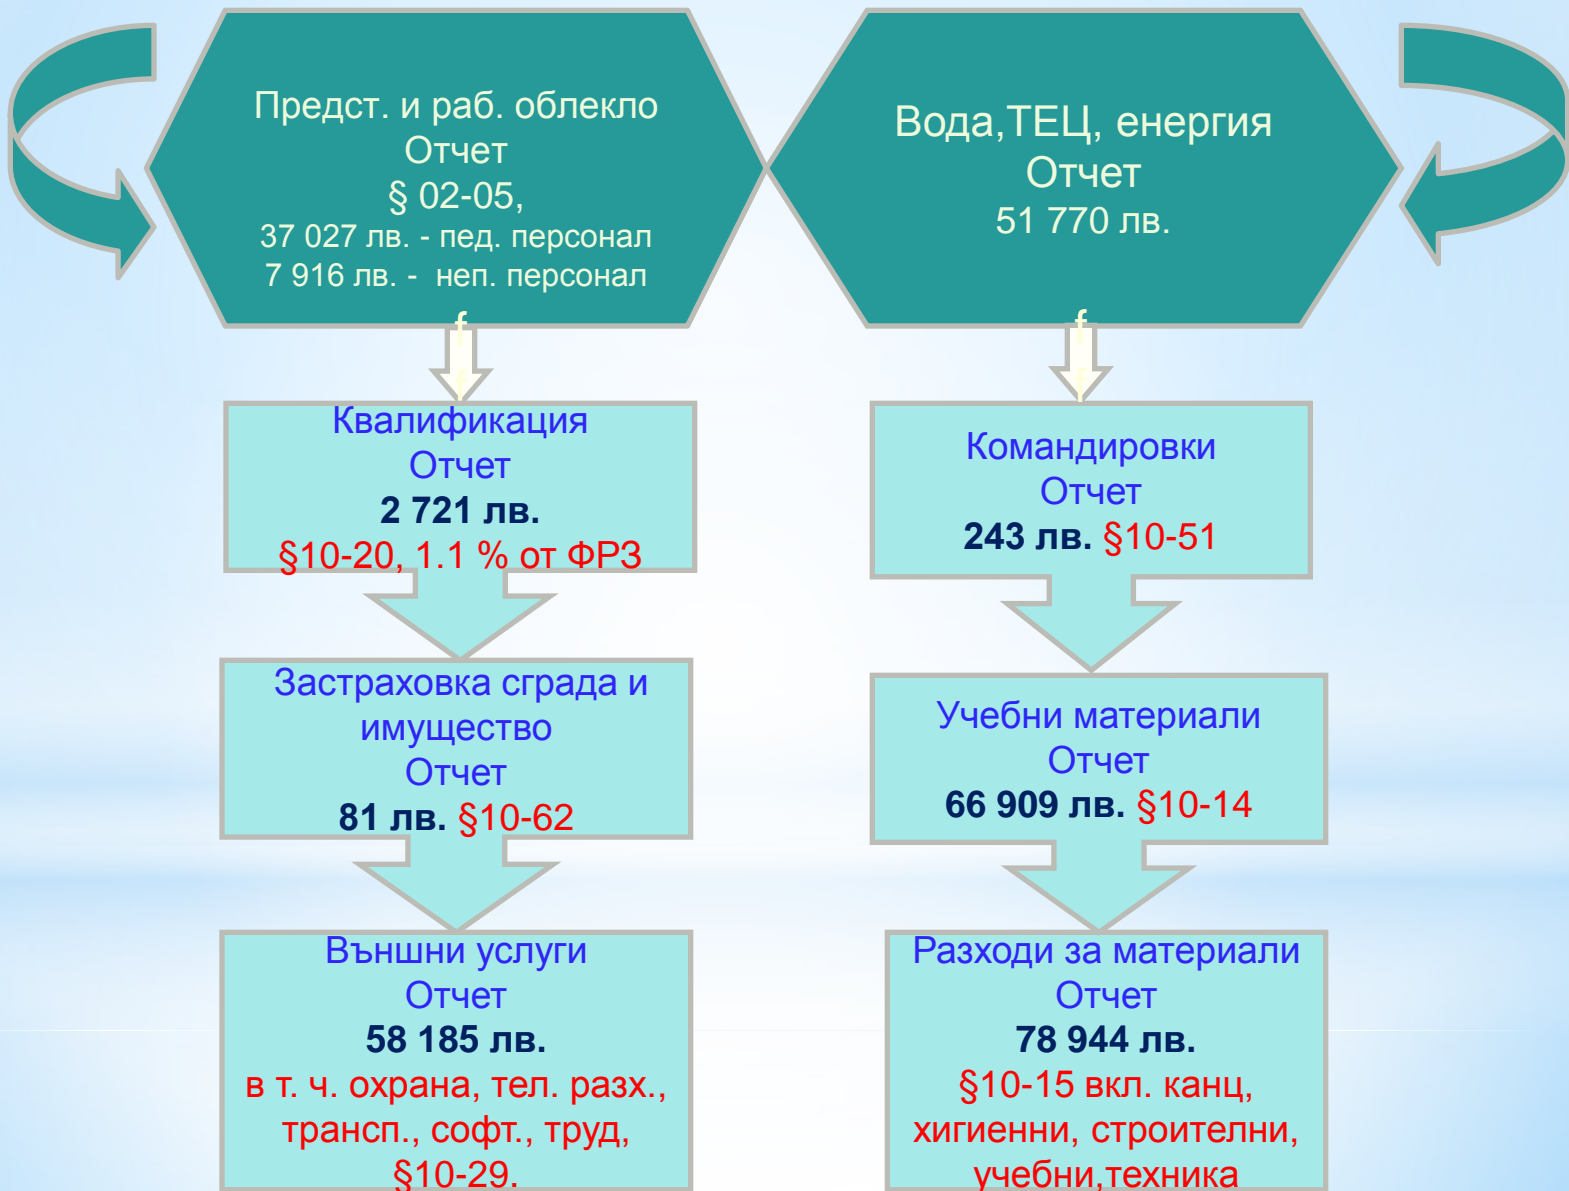 Предст. и раб. облекло
Отчет
§ 02-05,
37 027 лв. - пед. персонал
7 916 лв. - неп. персонал
f
Вода,ТЕЦ, енергия
Отчет
51 770 лв.
f
Квалификация
Отчет
2 721 лв.
§10-20, 1.1 % от ФРЗ
Командировки
Отчет
243 лв. §10-51
Застраховка сграда и
имущество
Отчет
81 лв. §10-62
Учебни материали
Отчет
66 909 лв. §10-14
Външни услуги
Отчет
58 185 лв.
в т. ч. охрана, тел. разх.,
трансп., софт., труд,
§10-29.
Разходи за материали
Отчет
78 944 лв.
§10-15 вкл. канц,
хигиенни, строителни,
учебни,техника